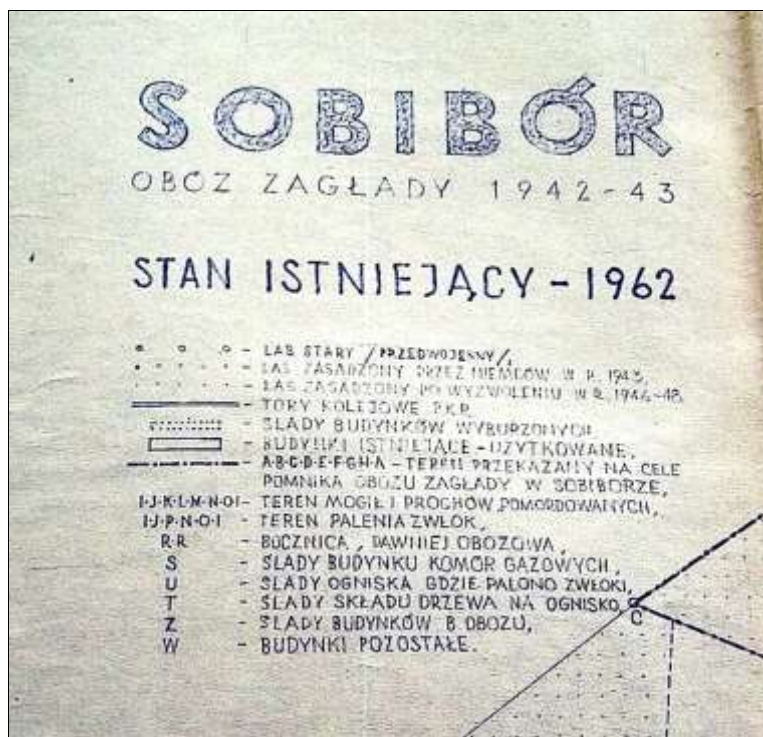 SOBIBÓR
OBÓZ ZAGŁADY 1942-43
STAN ISTNIEJĄCY - 1962
- LAS STARY /PRZEDWOJENNY/,
- LAS ZASADZONY PRZEZ NIEMCÓW W R. 1943,
- LAS ZASADZONY PO WYZWOLENIU W R. 1946-48,
- TORY KOLEJOWE P.K.P.
- ŚLADY BUDYNKÓW WYBURZONYCH
- BUDYNKI ISTNIEJĄCE - UŻYTKOWANE,
- A-B-C-D-E-F-G-H-A - TEREN PRZEKAZANY NA CELE
POMNIKA OBOZU ZAGŁADY W SOBIBORZE,
I-J-K-L-M-N-O-I - TEREN MOGIŁ I PROCHÓW POMORDOWANYCH,
I-J-P-N-O-I - TEREN PALENIA ZWŁOK,
R-R - BOCZNICA, DAWNIEJ OBOZOWA,
S - ŚLADY BUDYNKU KOMÓR GAZOWYCH,
U - ŚLADY OGNISKA GDZIE PALONO ZWŁOKI,
T - ŚLADY SKŁADU DRZEWA NA OGNISKO,
Z - ŚLADY BUDYNKÓW B OBOZU,
W - BUDYNKI POZOSTAŁE.
C